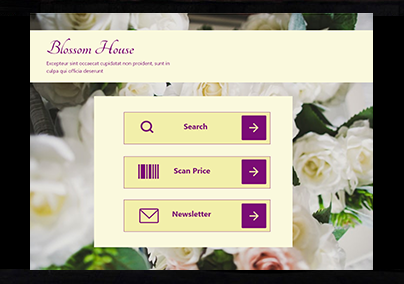 Blossom House
Excepteur sint occaecat cupidatat non proident, sunt in
culpa qui officia deserunt
Search
Scan Price
Newsletter